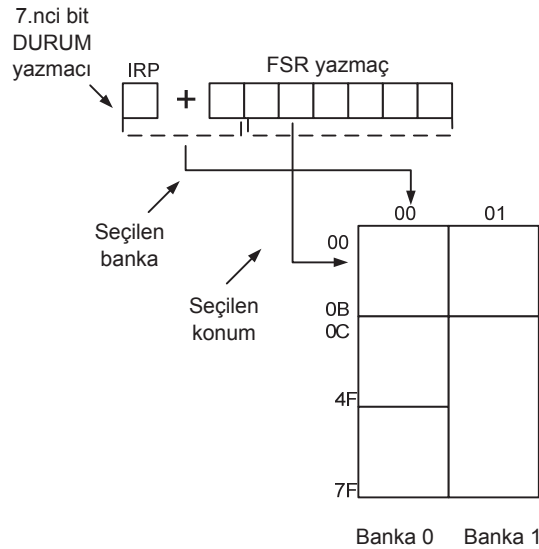 7.nci bit
DURUM
yazmacı
IRP
+
FSR yazmaç
Seçilen
banka
Seçilen
konum
00
01
00
0B
0C
4F
7F
Banka 0
Banka 1